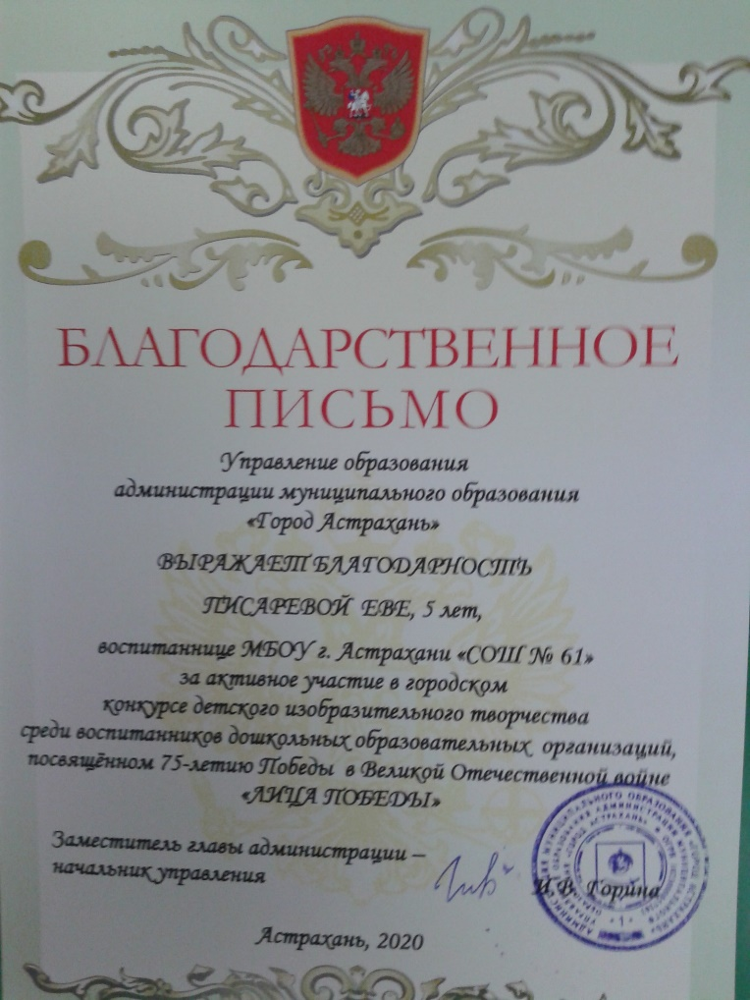 БЛАГОДАРСТВЕННОЕ
ПИСЬМО
Управление образования
администрации муниципального образования
«Город Астрахань»
ВЫРАЖАЕТ БЛАГОДАРНОСТЬ
ПИСАРЕВОЙ ЕВЕ, 5 лет,
воспитаннице МБОУ г. Астрахани «СОШ № 61»
за активное участие в городском
конкурсе детского изобразительного творчества
среди воспитанников дошкольных образовательных организаций,
посвящённом 75-летию Победы в Великой Отечественной войне
«ЛИЦА ПОБЕДЫ»
Заместитель главы администрации –
начальник управления
И.В. Горина
Астрахань, 2020